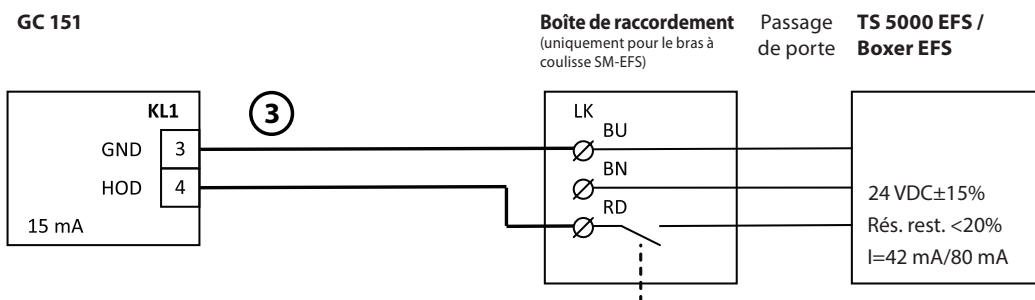 GC 151
Boîte de raccordement
(uniquement pour le bras à
coulisse SM-EFS)
Passage
de porte
TS 5000 EFS /
Boxer EFS
KL1
GND 3
HOD 4
15 mA
3
LK
BU
BN
RD
24 VDC±15%
Rés. rest. <20%
I=42 mA/80 mA